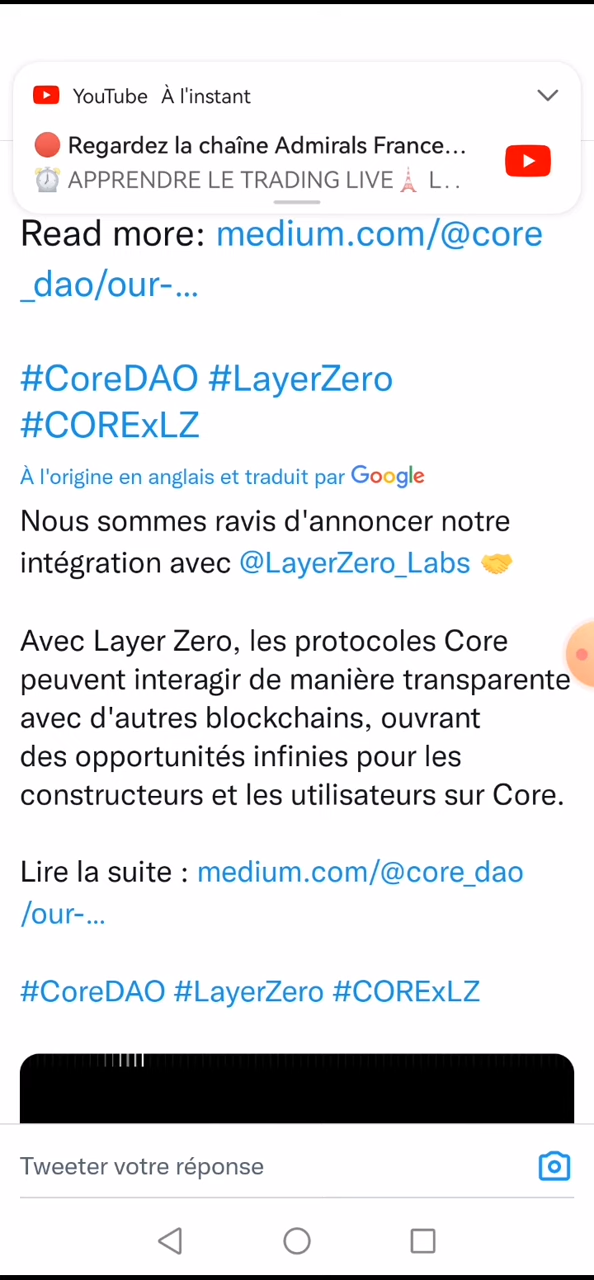 YouTube À l'instant
🔴 Regardez la chaîne Admirals France...
⏰ APPRENDRE LE TRADING LIVE🗼 L..
Read more: medium.com/@core
_dao/our-...
#CoreDAO #LayerZero
#CORExLZ
À l'origine en anglais et traduit par Google
Nous sommes ravis d'annoncer notre
intégration avec @LayerZero_Labs 🤝
Avec Layer Zero, les protocoles Core
peuvent interagir de manière transparente
avec d'autres blockchains, ouvrant
des opportunités infinies pour les
constructeurs et les utilisateurs sur Core.
Lire la suite : medium.com/@core_dao
/our-...
#CoreDAO #LayerZero #CORExLZ
Tweeter votre réponse